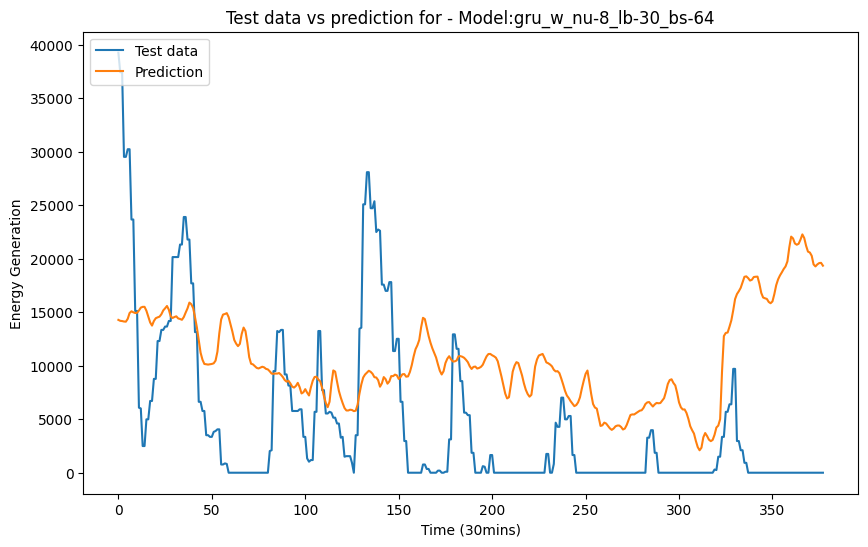 Test data vs prediction for - Model:gru_w_nu-8_lb-30_bs-64
Test data
Prediction
Energy Generation
40000
35000
30000
25000
20000
15000
10000
5000
0
0 50 100 150 200 250 300 350
Time (30mins)